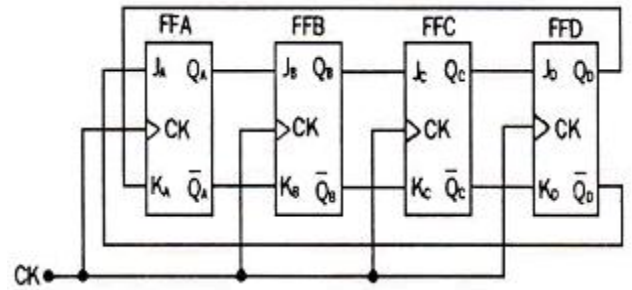 FFA FFB FFC FFD
JA QA JB QB JC QC JD QD
CK CK CK CK
KA Q̅A KB Q̅B KC Q̅C KD Q̅D
CK